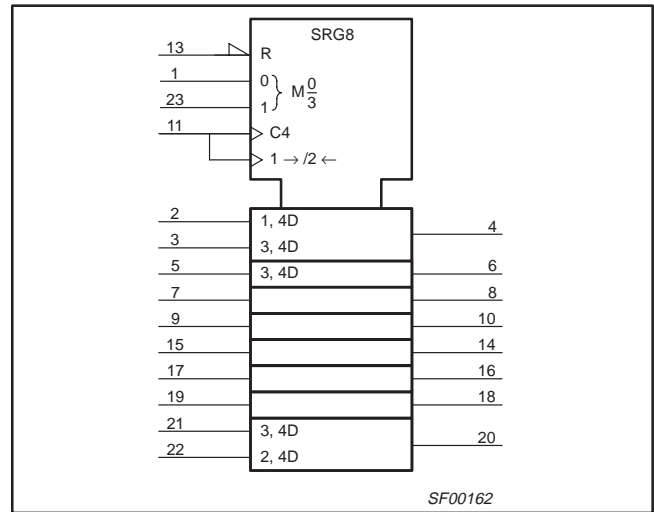 SRG8
13 R
1 0 } M 0/3
23 1
11 C4
1 → /2 ←
2 1, 4D 4
3 3, 4D
5 3, 4D 6
7 8
9 10
15 14
17 16
19 18
21 3, 4D 20
22 2, 4D
SF00162